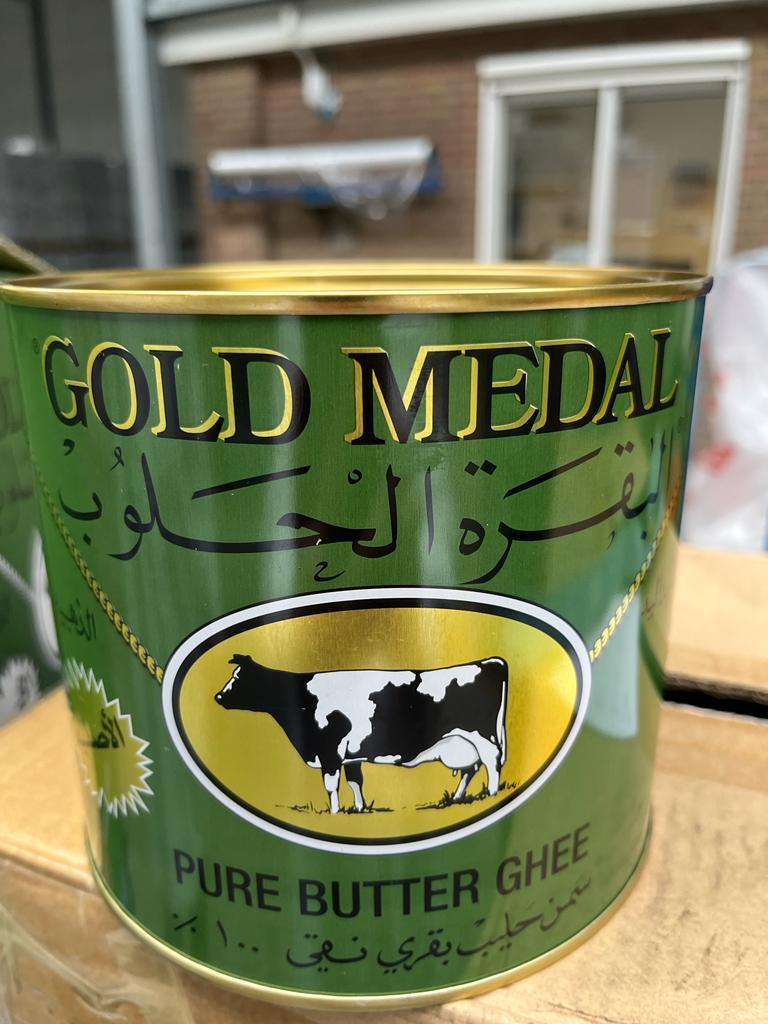 GOLD MEDAL
البقرة الحلوب
PURE BUTTER GHEE
سمن حليب بقري نقي ١٠٠ ٪